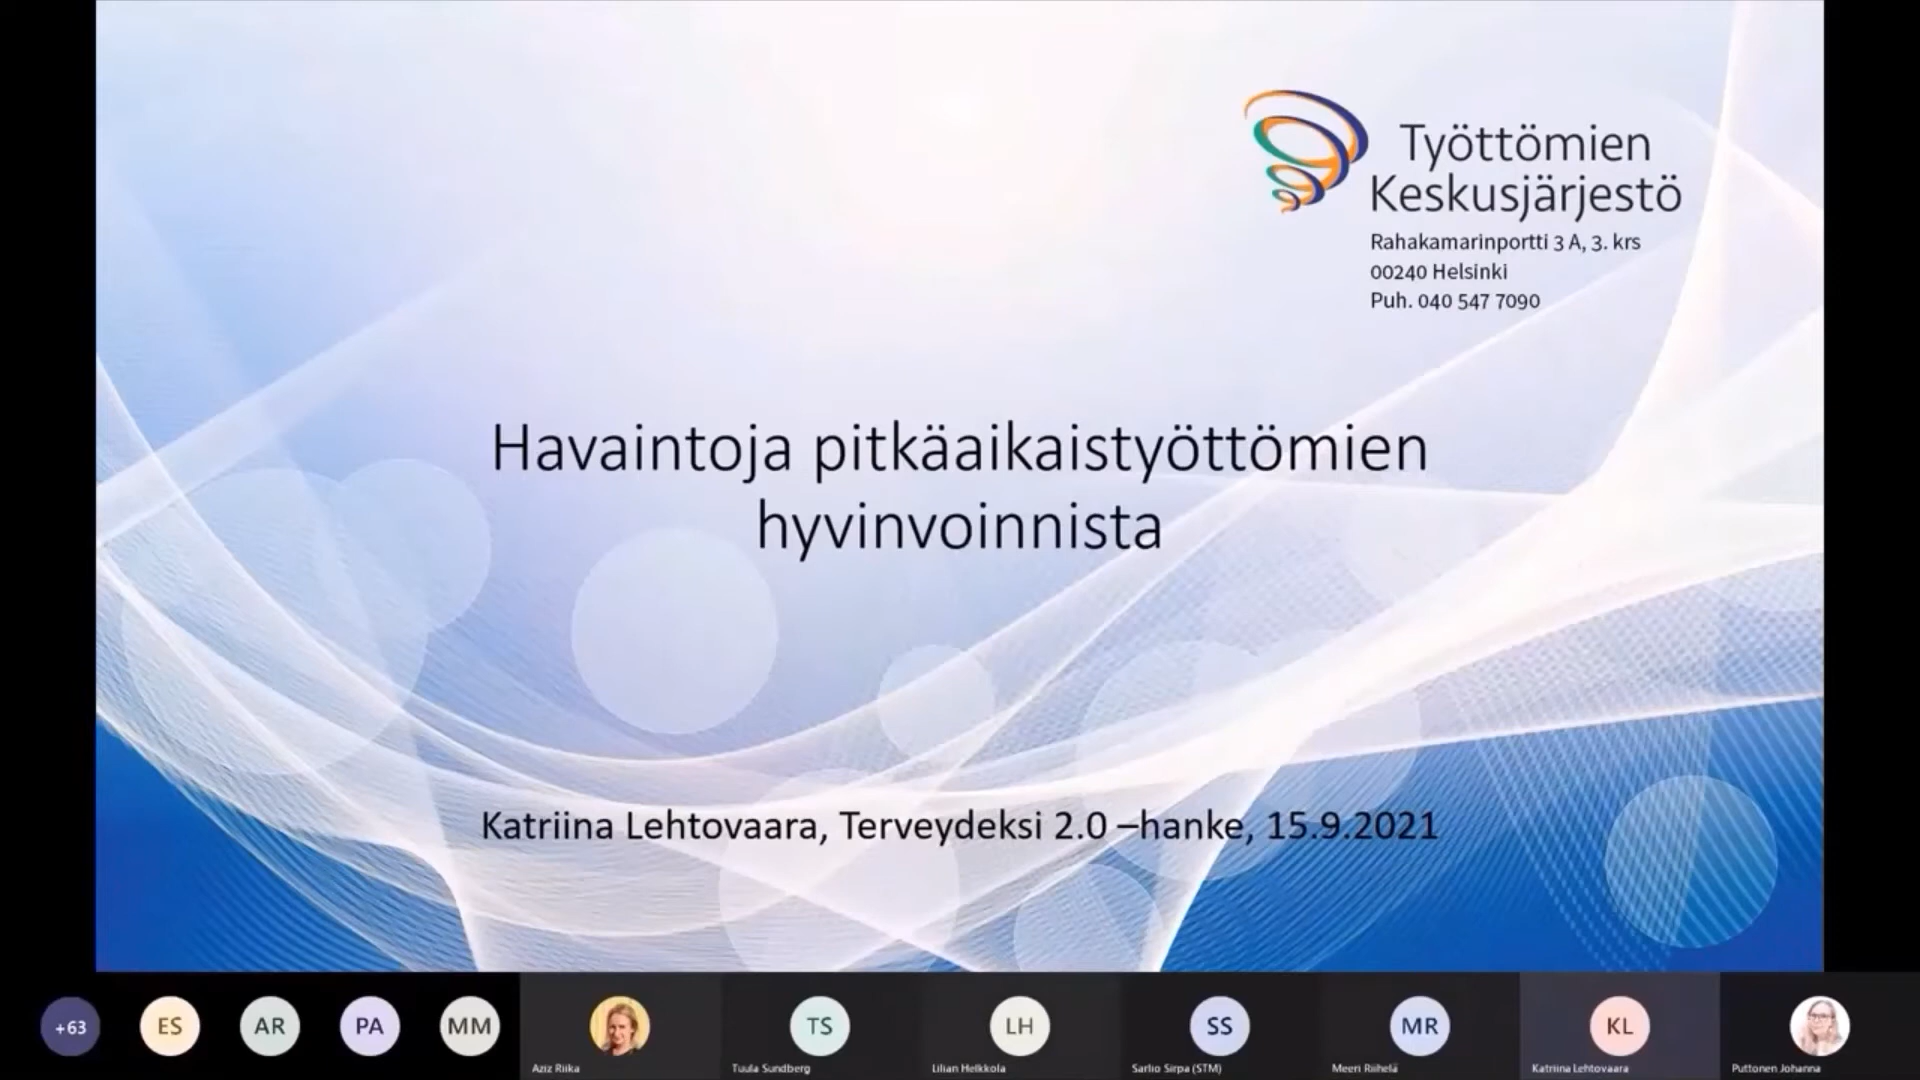 Työttömien
Keskusjärjestö
Rahakamarinportti 3 A, 3. krs
00240 Helsinki
Puh. 040 547 7090
Havaintoja pitkäaikaistyöttömien
hyvinvoinnista
Katriina Lehtovaara, Terveydeksi 2.0 –hanke, 15.9.2021
+63
ES
AR
PA
MM
TS
LH
SS
MR
KL
Aziz Riika
Tuula Sundberg
Lilian Heikkola
Sarlio Sirpa (STM)
Meeri Riihelä
Katriina Lehtovaara
Puttonen Johanna